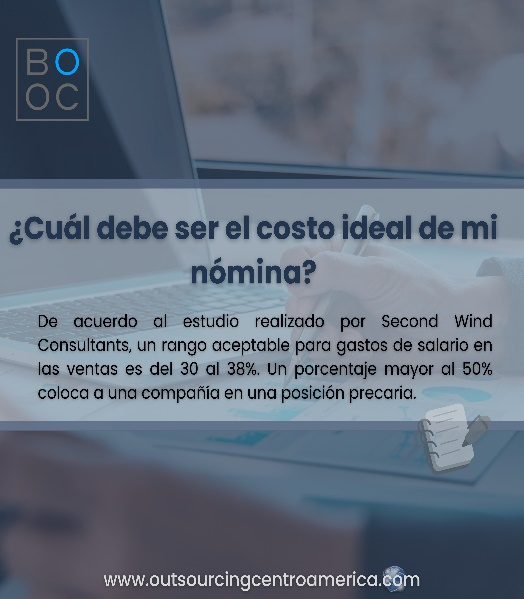 BO
OC
¿Cuál debe ser el costo ideal de mi
nómina?
De acuerdo al estudio realizado por Second Wind
Consultants, un rango aceptable para gastos de salario en
las ventas es del 30 al 38%. Un porcentaje mayor al 50%
coloca a una compañía en una posición precaria.
www.outsourcingcentroamerica.com